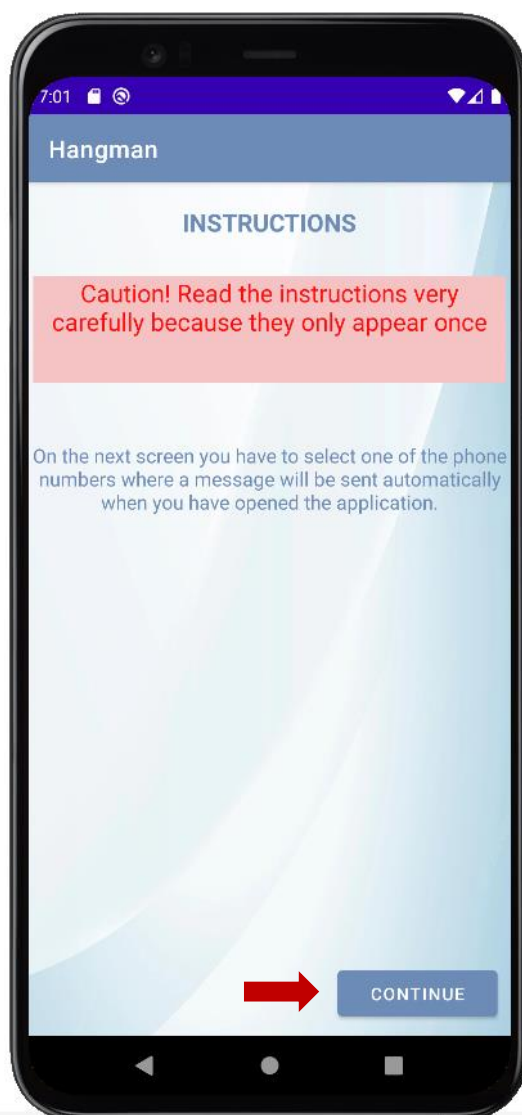 7:01
Hangman
INSTRUCTIONS
Caution! Read the instructions very
carefully because they only appear once
On the next screen you have to select one of the phone
numbers where a message will be sent automatically
when you have opened the application.
CONTINUE